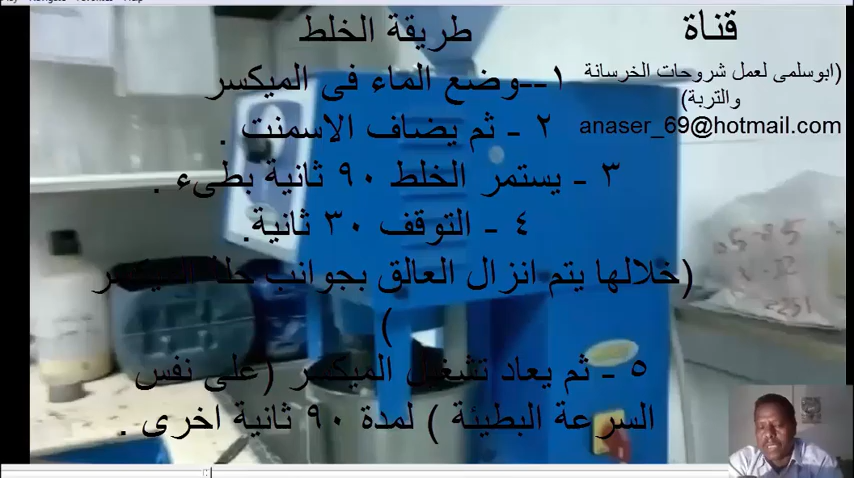 قناة
(ابوسلمى لعمل شروحات الخرسانة
والتربة)
anaser_69@hotmail.com
طريقة الخلط
١--وضع الماء فى الميكسر
٢ - ثم يضاف الاسمنت .
٣ - يستمر الخلط ٩٠ ثانية بطىء .
٤ - التوقف ٣٠ ثانية.
(خلالها يتم انزال العالق بجوانب حلة الميكسر
)
٥ - ثم يعاد تشغيل الميكسر (على نفس
السرعة البطيئة ) لمدة ٩٠ ثانية اخرى .